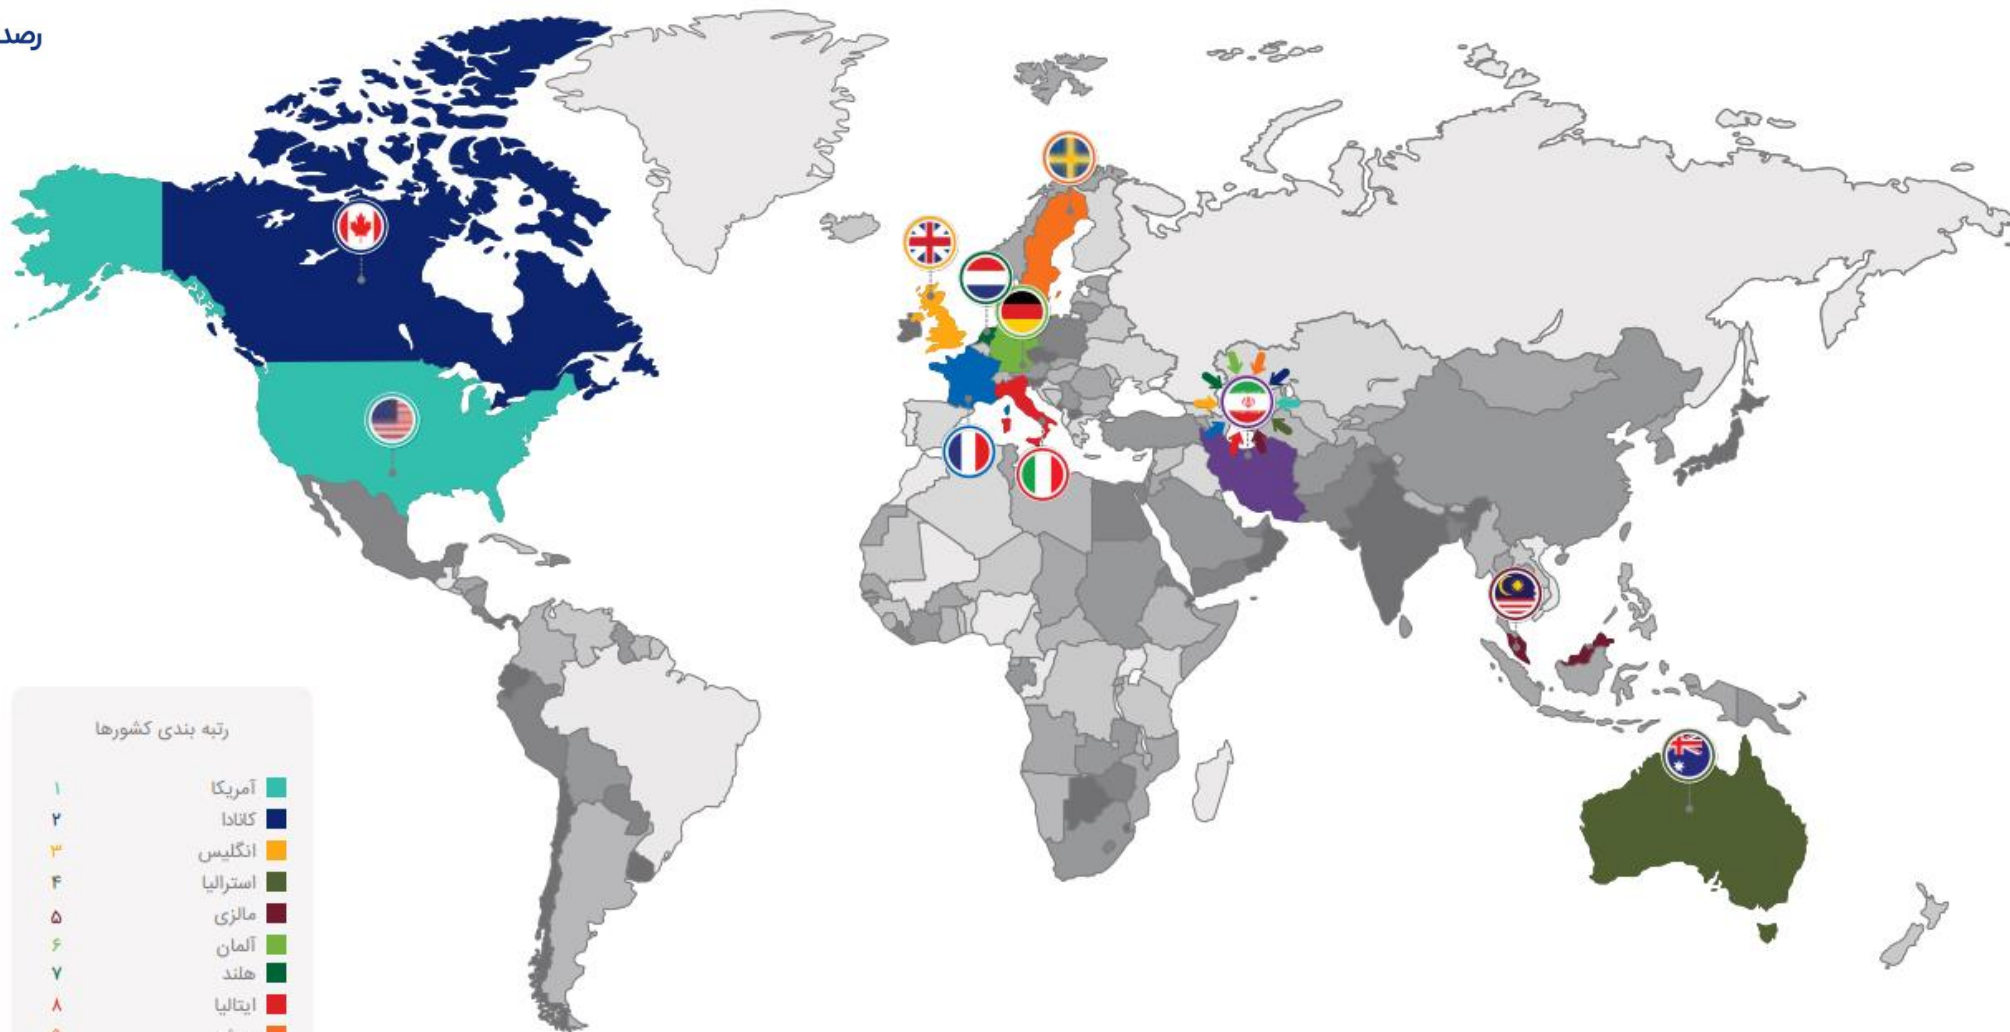 رصد
رتبه بندی کشورها
آمریکا ۱
کانادا ۲
انگلیس ۳
استرالیا ۴
مالزی ۵
آلمان ۶
هلند ۷
ایتالیا ۸